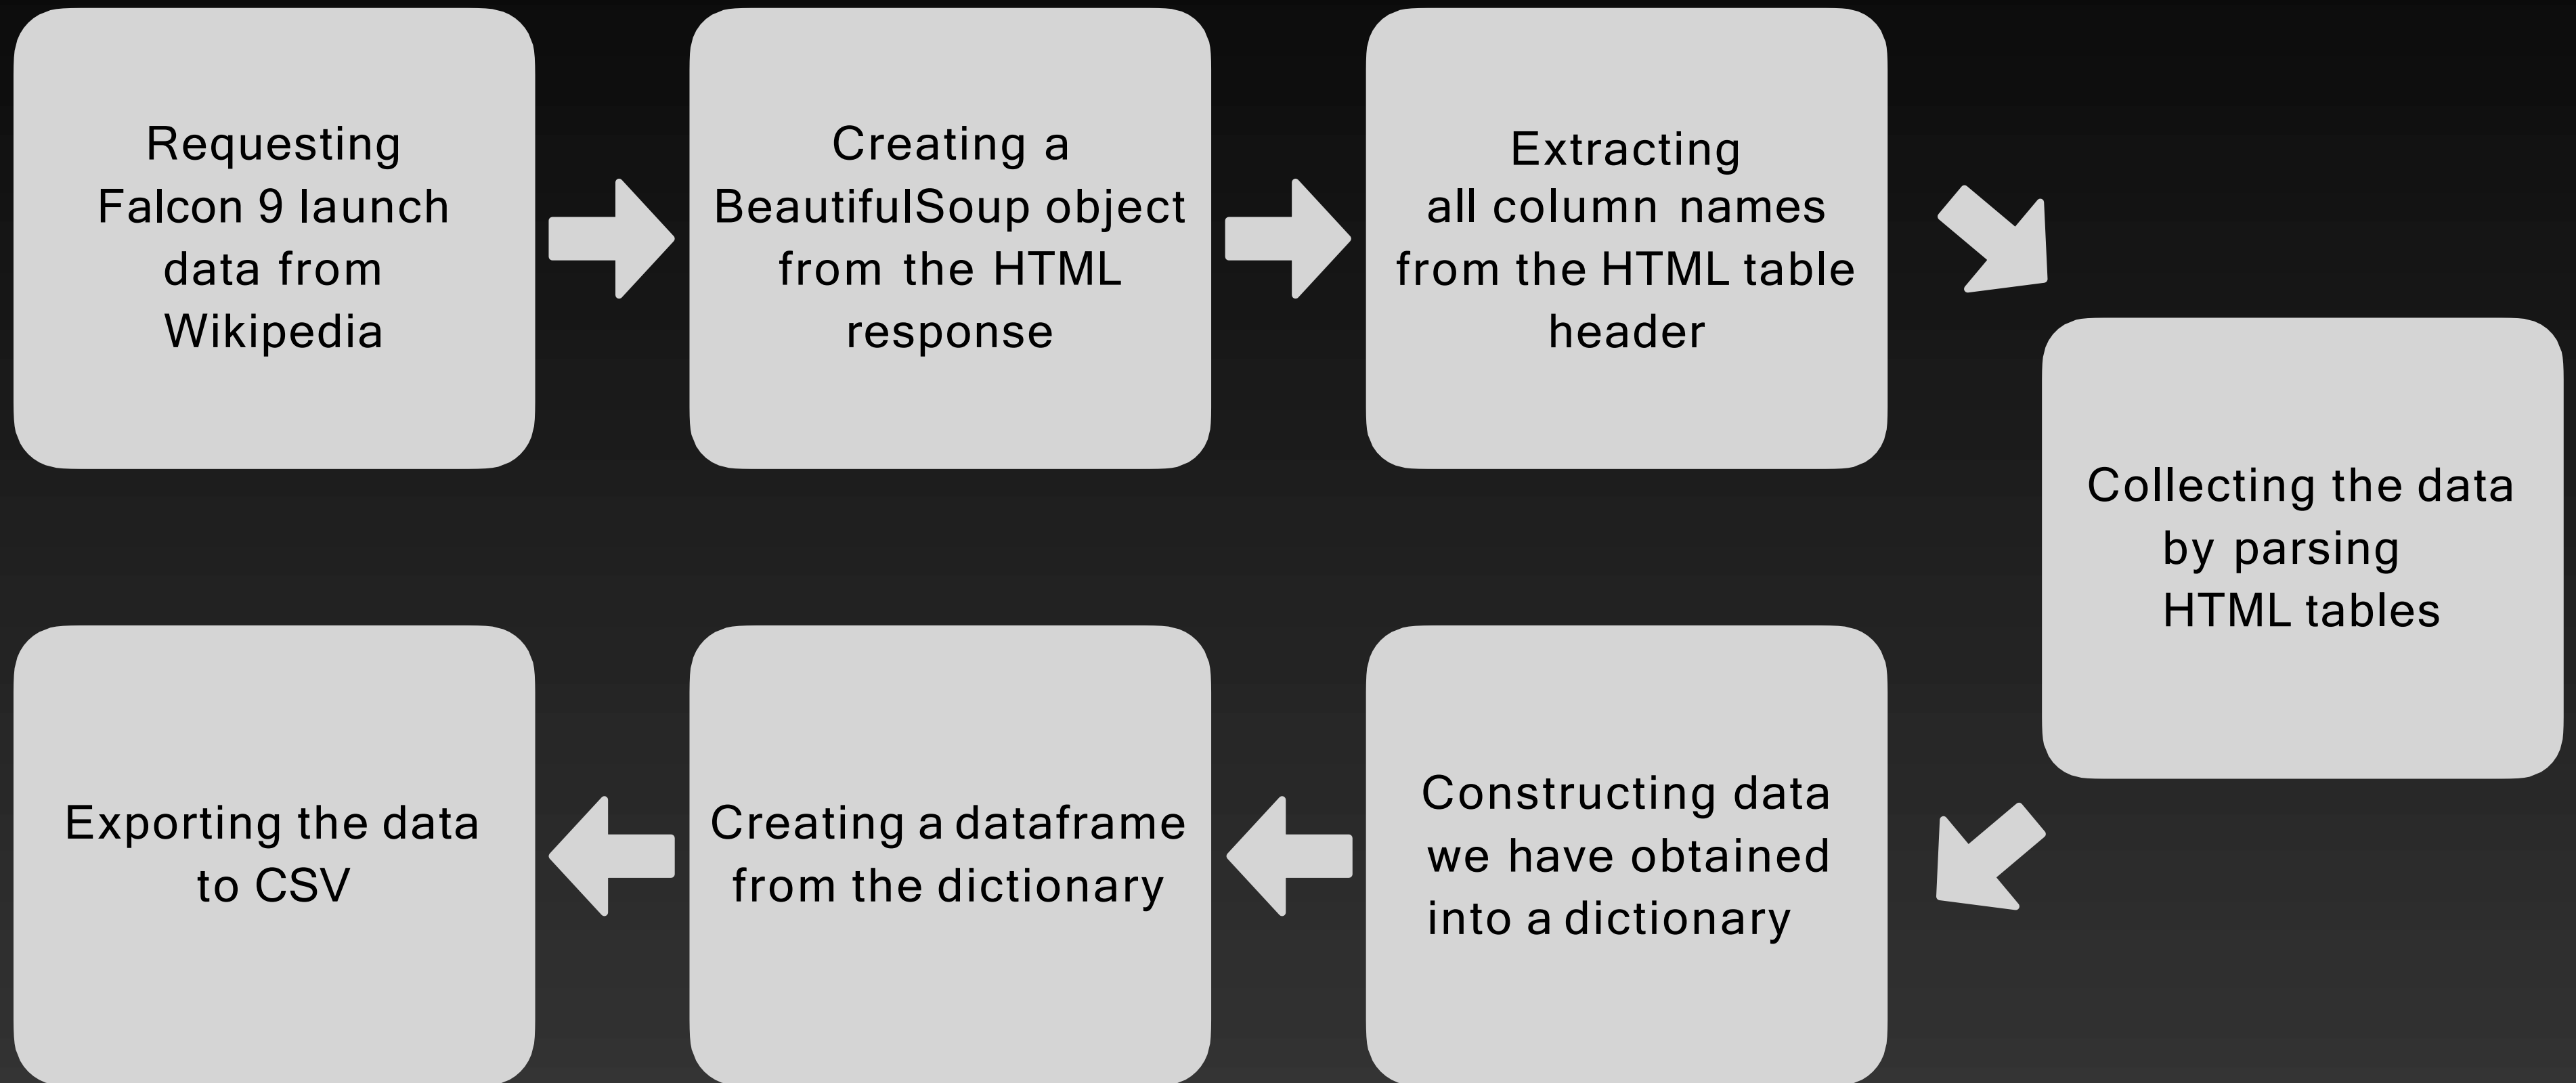 Requesting
Falcon 9 launch
data from
Wikipedia
Creating a
BeautifulSoup object
from the HTML
response
Extracting
all column names
from the HTML table
header
Collecting the data
by parsing
HTML tables
Constructing data
we have obtained
into a dictionary
Creating a dataframe
from the dictionary
Exporting the data
to CSV